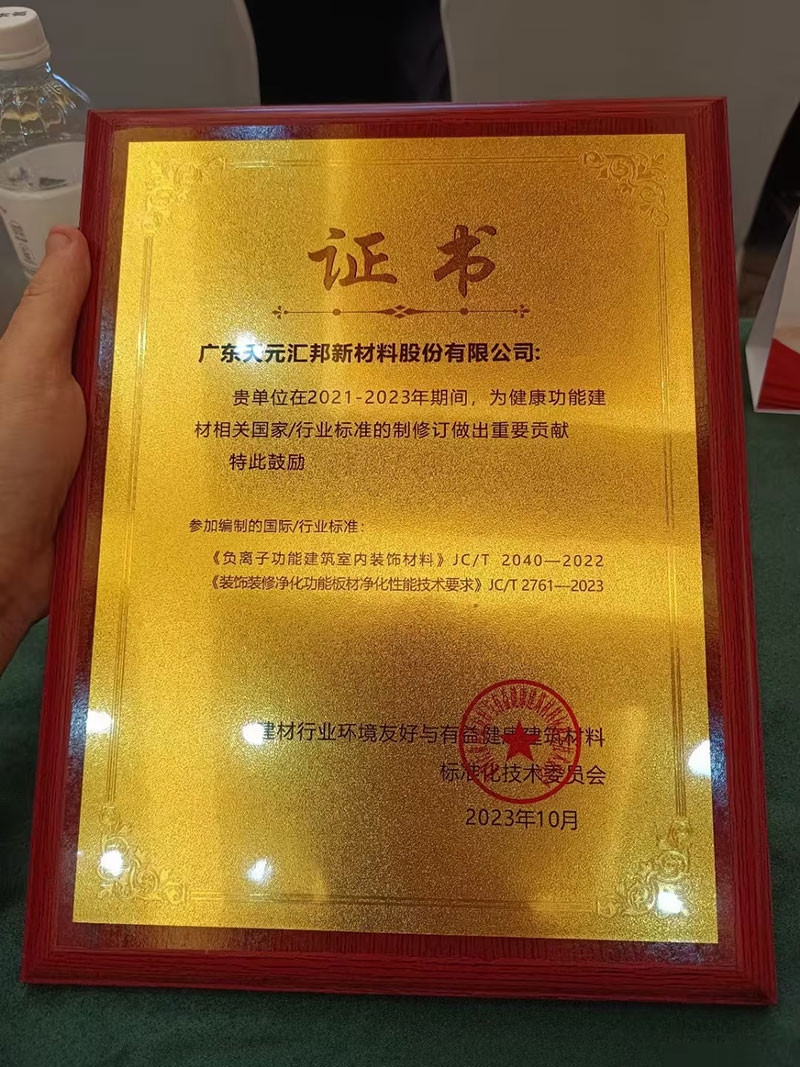 证书
广东天元汇邦新材料股份有限公司:
贵单位在2021-2023年期间，为健康功能建
材相关国家/行业标准的制修订做出重要贡献
特此鼓励
参加编制的国际/行业标准：
《负离子功能建筑室内装饰材料》JC/T 2040—2022
《装饰装修净化功能板材净化性能技术要求》JC/T 2761—2023
建材行业环境友好与有益健康建筑材料
标准化技术委员会
2023年10月